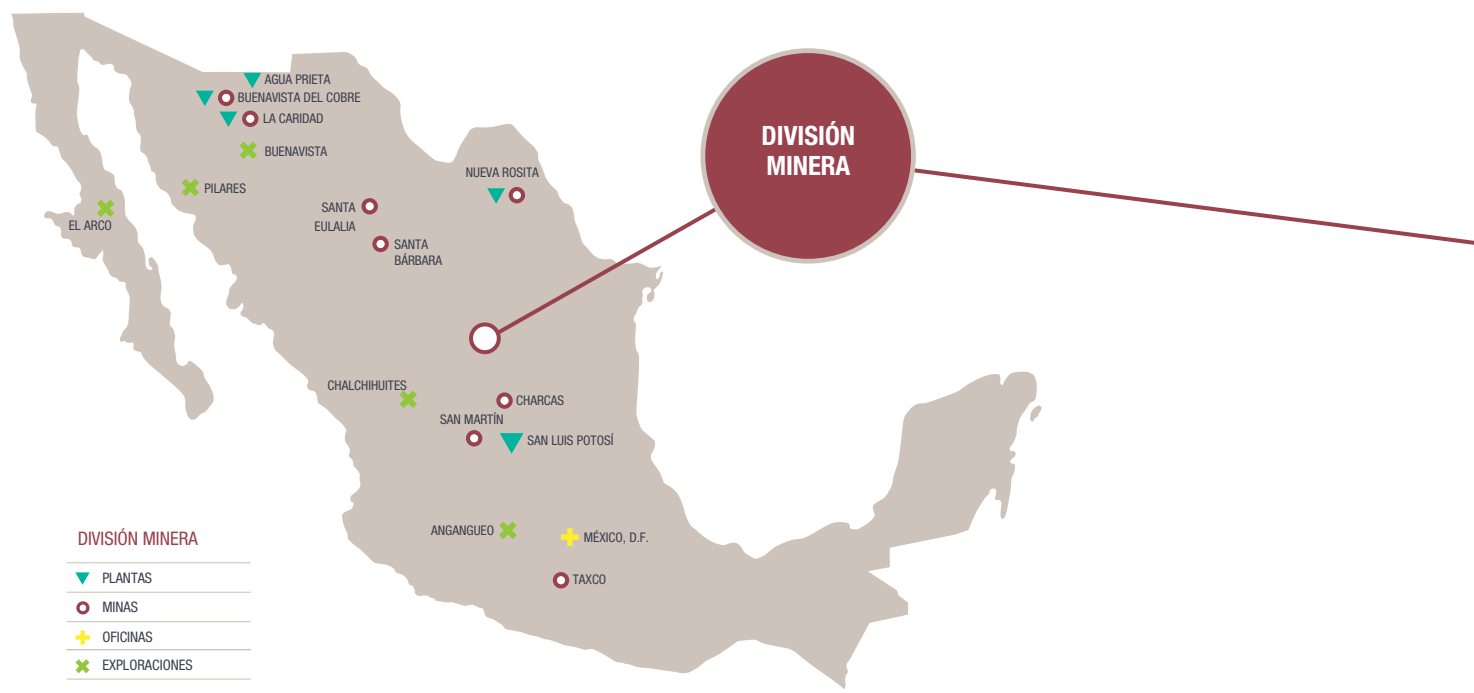 AGUA PRIETA
BUENAVISTA DEL COBRE
LA CARIDAD
BUENAVISTA
PILARES
EL ARCO
NUEVA ROSITA
SANTA
EULALIA
SANTA
BÁRBARA
DIVISIÓN
MINERA
CHALCHIHUITES
CHARCAS
SAN MARTÍN
SAN LUIS POTOSÍ
ANGANGUEO
MÉXICO, D.F.
TAXCO
DIVISIÓN MINERA
PLANTAS
MINAS
OFICINAS
EXPLORACIONES